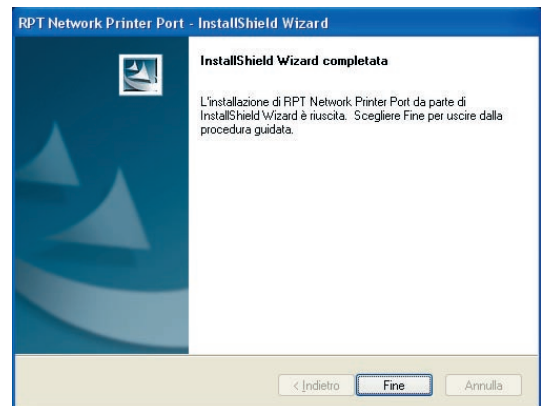 RPT Network Printer Port - InstallShield Wizard
InstallShield Wizard completata
L'installazione di RPT Network Printer Port da parte di
InstallShield Wizard è riuscita. Scegliere Fine per uscire dalla
procedura guidata.
< Indietro Fine Annulla